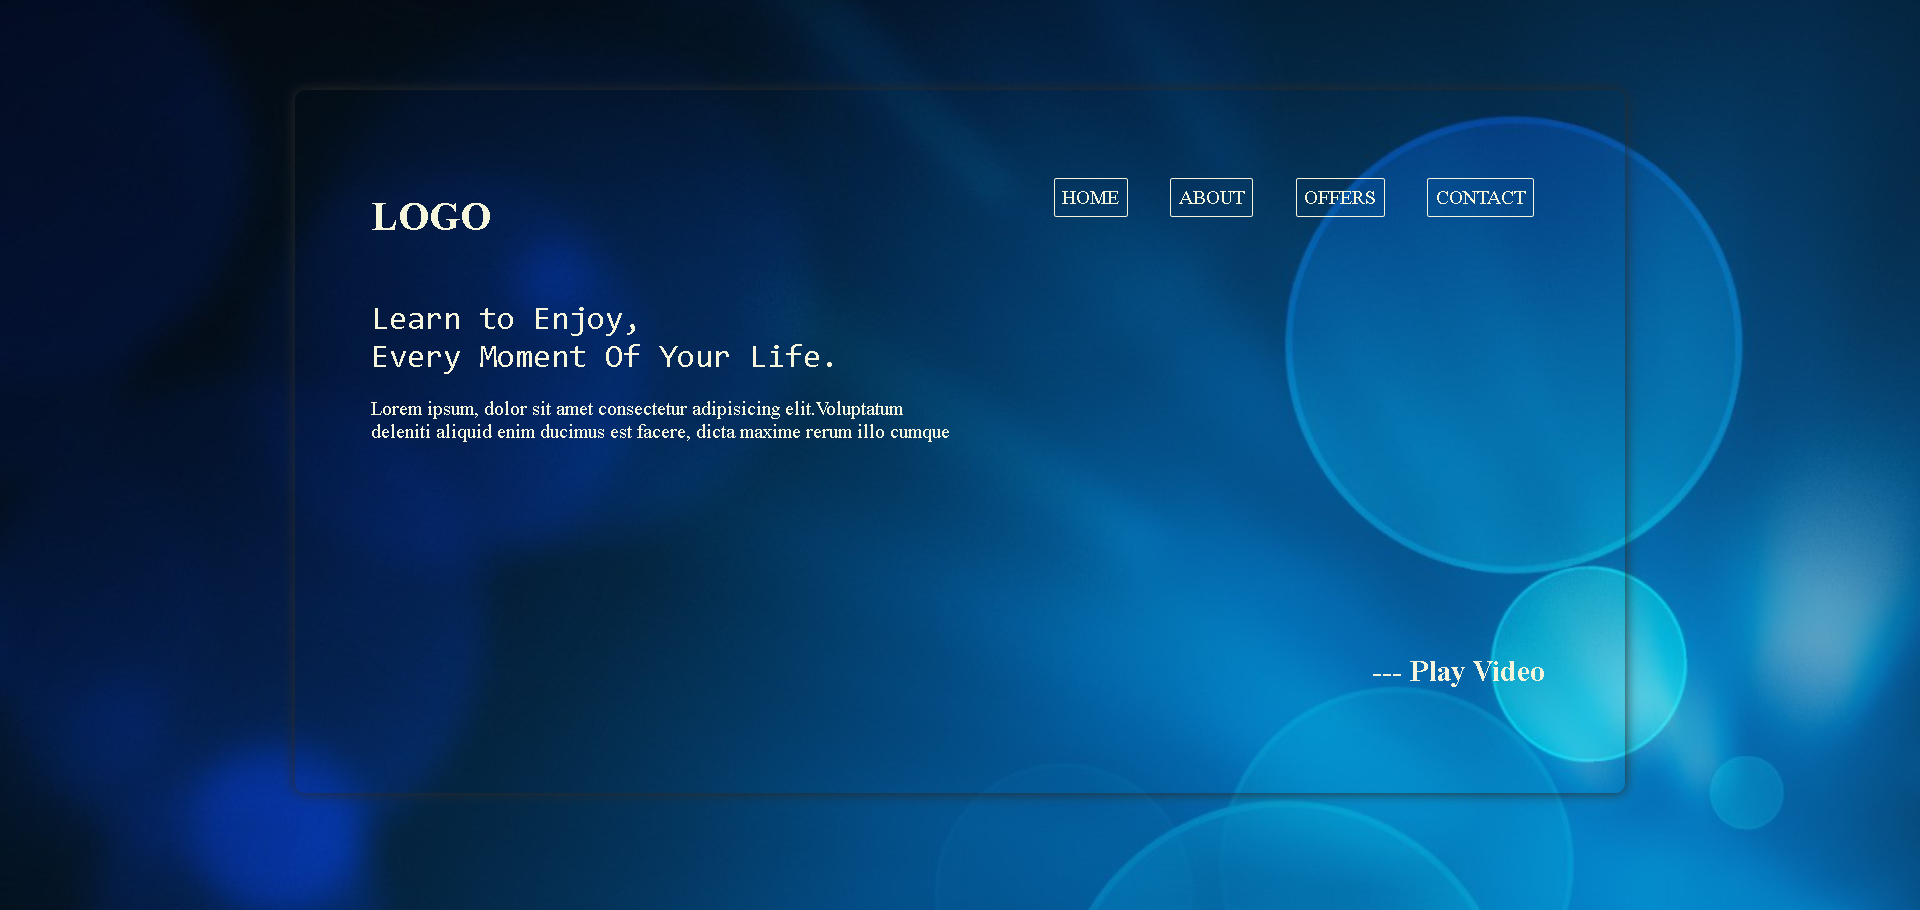 LOGO
HOME ABOUT OFFERS CONTACT
Learn to Enjoy,
Every Moment Of Your Life.
Lorem ipsum, dolor sit amet consectetur adipisicing elit.Voluptatum
deleniti aliquid enim ducimus est facere, dicta maxime rerum illo cumque
--- Play Video